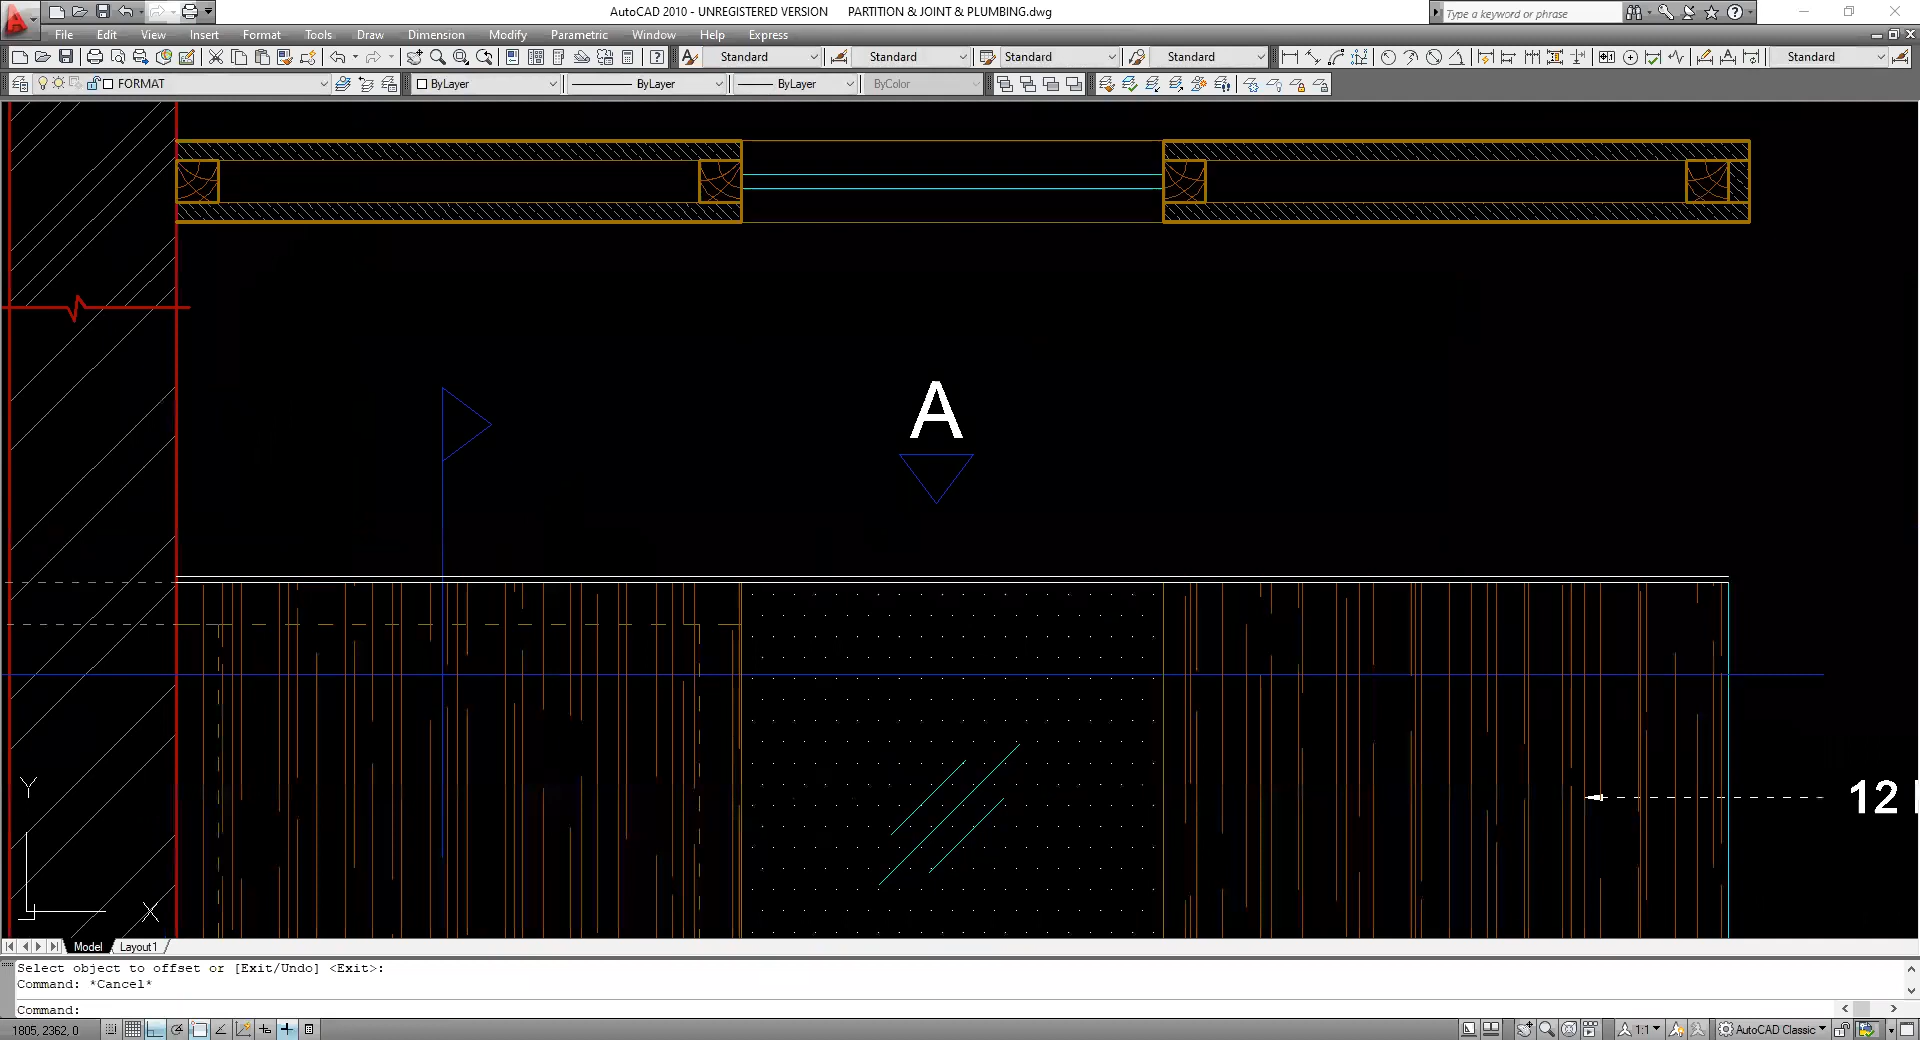 AutoCAD 2010 - UNREGISTERED VERSION PARTITION & JOINT & PLUMBING.dwg
Type a keyword or phrase
File Edit View Insert Format Tools Draw Dimension Modify Parametric Window Help Express
Standard Standard Standard Standard Standard
FORMAT ByLayer ByLayer ByLayer ByColor
A
12
Y
X
Model Layout1
Select object to offset or [Exit/Undo] <Exit>:
Command: *Cancel*
Command:
1805, 2362, 0 1:1 AutoCAD Classic